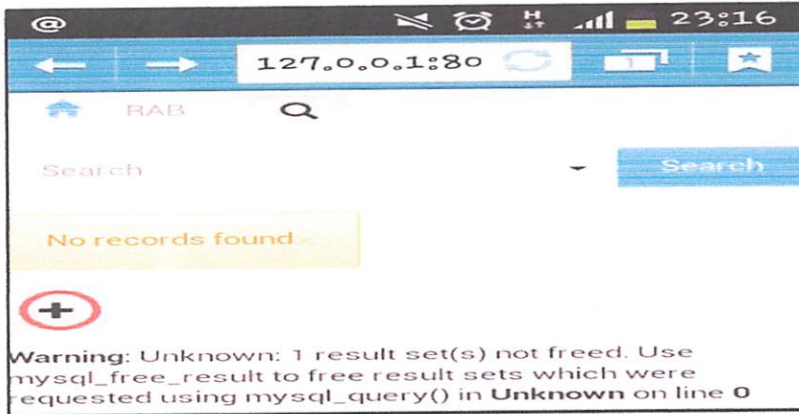 @ H 23:16
127.0.0.1:80 1
RAB
Search Search
No records found
Warning: Unknown: 1 result set(s) not freed. Use
mysql_free_result to free result sets which were
requested using mysql_query() in Unknown on line 0